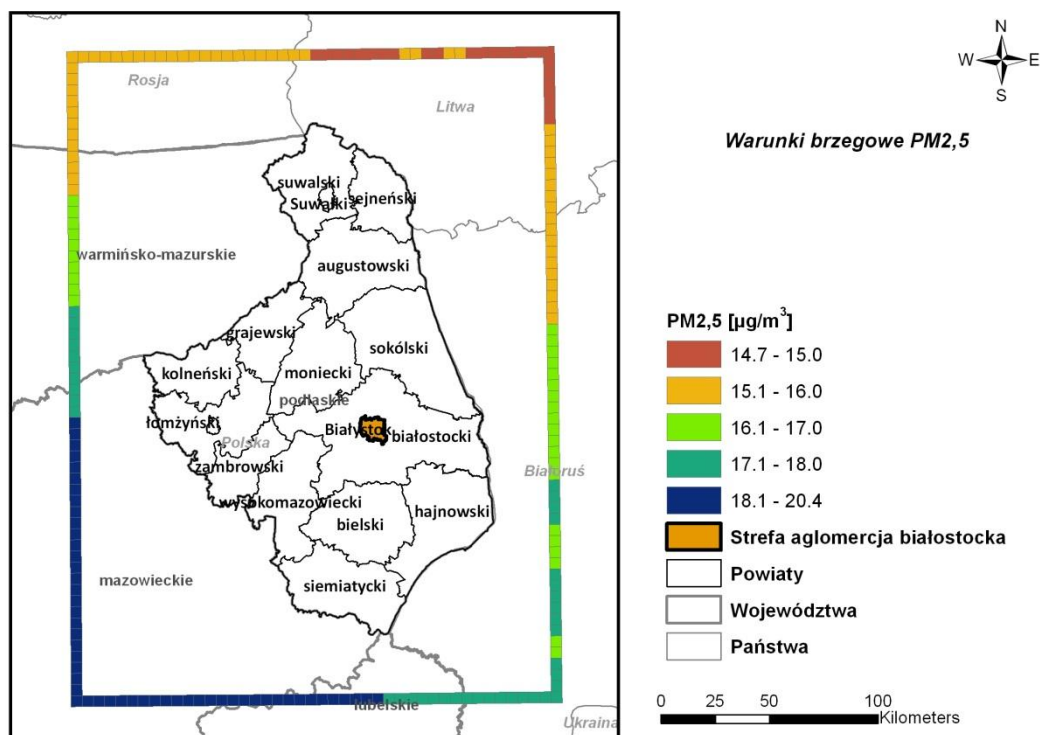 Rosja
Litwa
suwalski
Suwałki
sejneński
warmińsko-mazurskie
augustowski
grajewski
sokólski
kolneński
moniecki
podlaskie
łomżyński
Białystok
białostocki
Polska
zambrowski
Białoruś
wysokomazowiecki
hajnowski
bielski
mazowieckie
siemiatycki
lubelskie
Ukraina
N
W E
S
Warunki brzegowe PM2,5
PM2,5 [µg/m³]
14.7 - 15.0
15.1 - 16.0
16.1 - 17.0
17.1 - 18.0
18.1 - 20.4
Strefa aglomercja białostocka
Powiaty
Województwa
Państwa
0 25 50 100
Kilometers